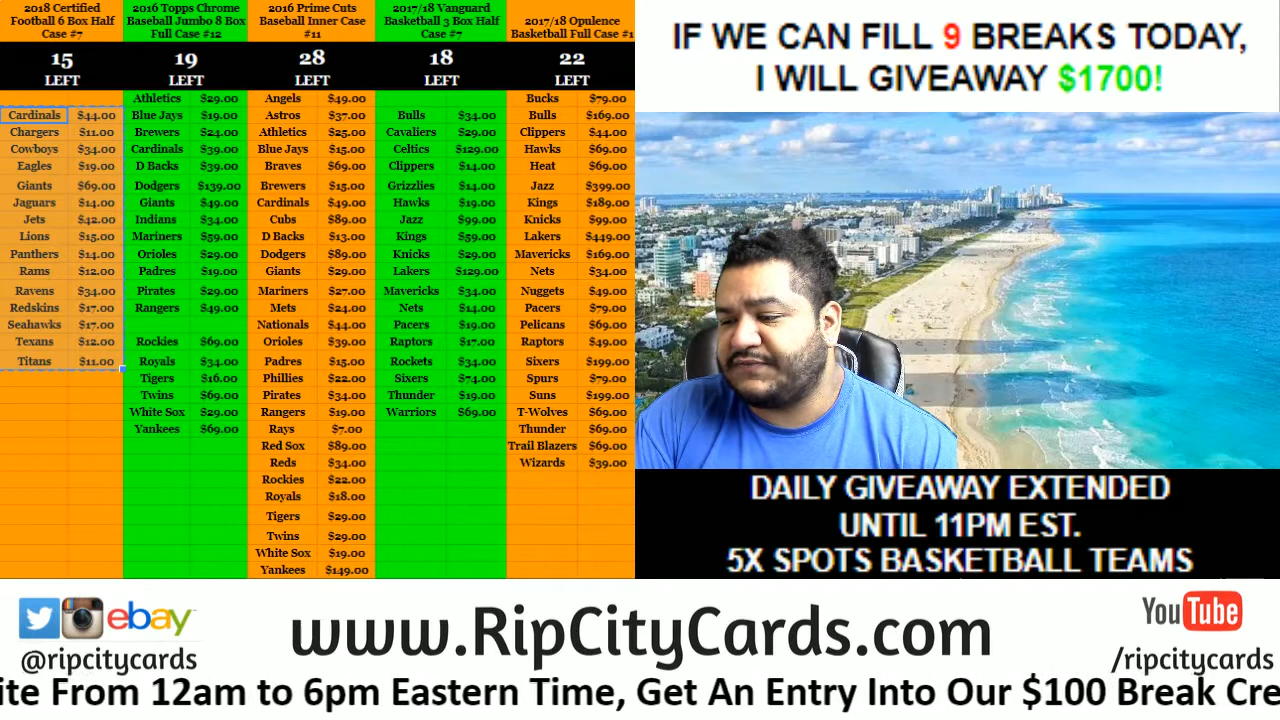 2018 Certified
Football 6 Box Half
Case #7
15
LEFT
Cardinals $44.00
Chargers $11.00
Cowboys $34.00
Eagles $19.00
Giants $69.00
Jaguars $14.00
Jets $42.00
Lions $15.00
Panthers $14.00
Rams $12.00
Ravens $34.00
Redskins $17.00
Seahawks $17.00
Texans $12.00
Titans $11.00
2016 Topps Chrome
Baseball Jumbo 8 Box
Full Case #12
19
LEFT
Athletics $29.00
Blue Jays $19.00
Brewers $24.00
Cardinals $39.00
D Backs $39.00
Dodgers $139.00
Giants $49.00
Indians $34.00
Mariners $59.00
Orioles $29.00
Padres $19.00
Pirates $29.00
Rangers $49.00
Rockies $69.00
Royals $34.00
Tigers $16.00
Twins $69.00
White Sox $29.00
Yankees $69.00
2016 Prime Cuts
Baseball Inner Case
#11
28
LEFT
Angels $49.00
Astros $37.00
Athletics $25.00
Blue Jays $15.00
Braves $69.00
Brewers $15.00
Cardinals $49.00
Cubs $89.00
D Backs $13.00
Dodgers $89.00
Giants $29.00
Mariners $27.00
Mets $24.00
Nationals $44.00
Orioles $39.00
Padres $15.00
Phillies $22.00
Pirates $34.00
Rangers $19.00
Rays $7.00
Red Sox $89.00
Reds $34.00
Rockies $22.00
Royals $18.00
Tigers $29.00
Twins $29.00
White Sox $19.00
Yankees $149.00
2017/18 Vanguard
Basketball 3 Box Half
Case #7
18
LEFT
Bulls $34.00
Cavaliers $29.00
Celtics $129.00
Clippers $14.00
Grizzlies $14.00
Hawks $19.00
Jazz $99.00
Kings $59.00
Knicks $29.00
Lakers $129.00
Mavericks $34.00
Nets $14.00
Pacers $19.00
Raptors $17.00
Rockets $34.00
Sixers $74.00
Thunder $19.00
Warriors $69.00
2017/18 Opulence
Basketball Full Case #1
22
LEFT
Bucks $79.00
Bulls $169.00
Clippers $44.00
Hawks $69.00
Heat $69.00
Jazz $399.00
Kings $189.00
Knicks $99.00
Lakers $449.00
Mavericks $169.00
Nets $34.00
Nuggets $49.00
Pacers $79.00
Pelicans $69.00
Raptors $49.00
Sixers $199.00
Spurs $79.00
Suns $199.00
T-Wolves $69.00
Thunder $69.00
Trail Blazers $69.00
Wizards $39.00
IF WE CAN FILL 9 BREAKS TODAY,
I WILL GIVEAWAY $1700!
DAILY GIVEAWAY EXTENDED
UNTIL 11PM EST.
5X SPOTS BASKETBALL TEAMS
ebay
@ripcitycards
www.RipCityCards.com
YouTube
/ripcitycards
ite From 12am to 6pm Eastern Time, Get An Entry Into Our $100 Break Cre